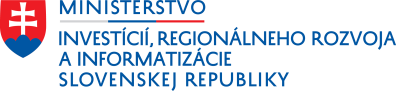 MINISTERSTVO
INVESTÍCIÍ, REGIONÁLNEHO ROZVOJA
A INFORMATIZÁCIE
SLOVENSKEJ REPUBLIKY